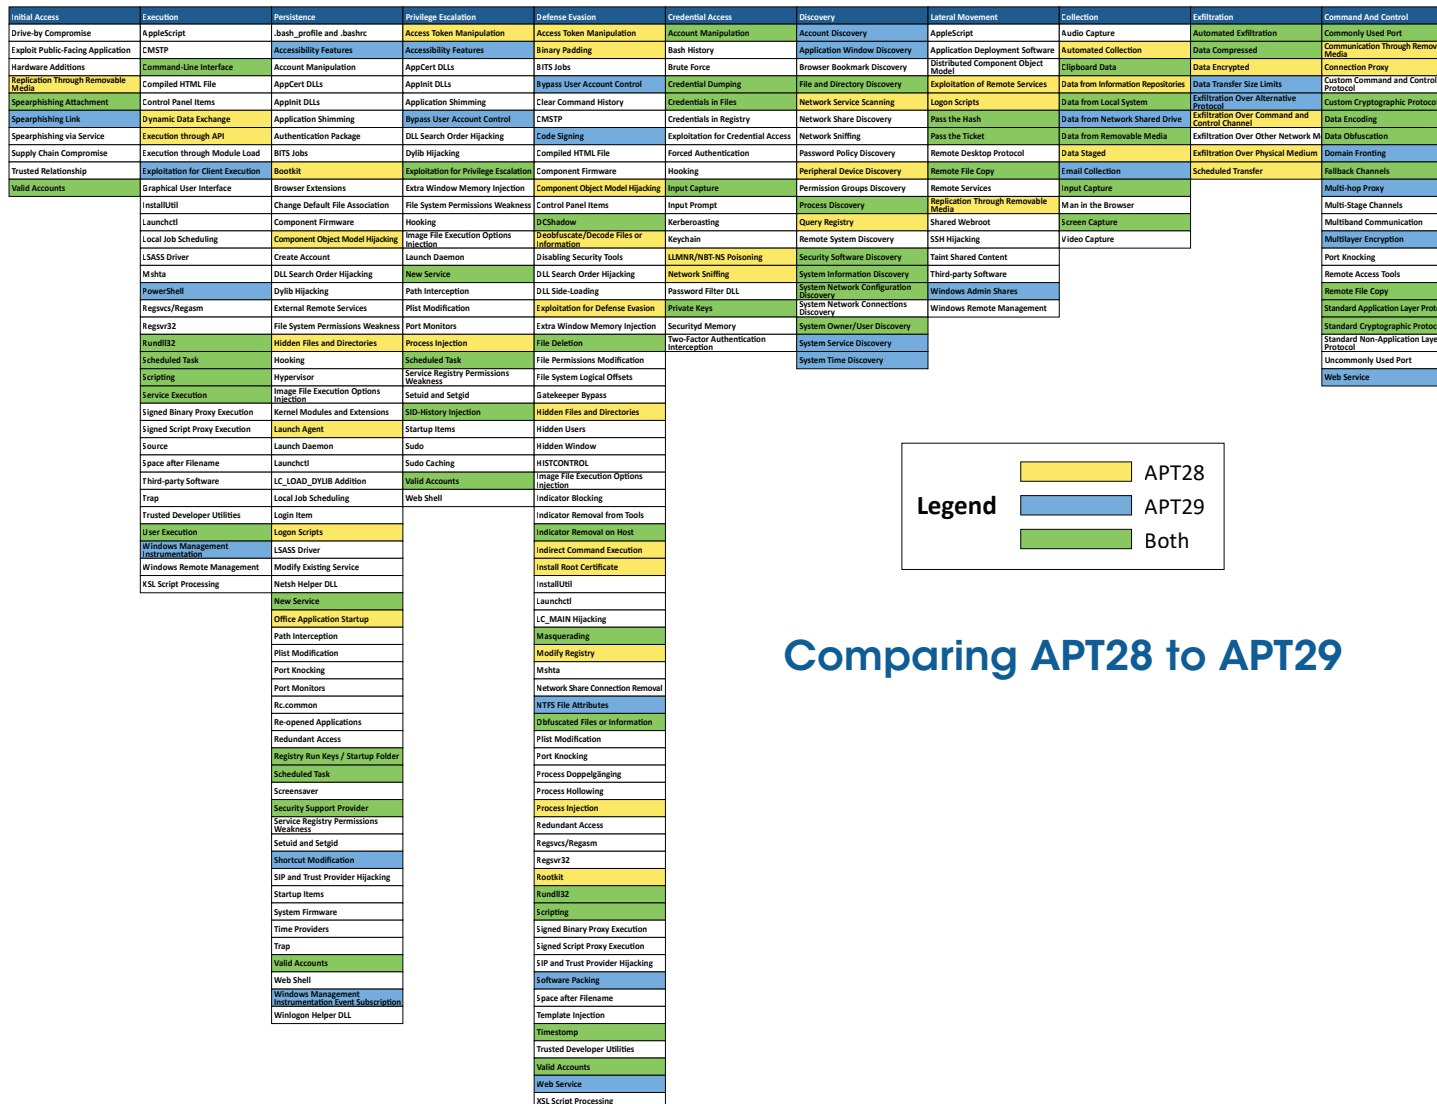 Initial Access
Drive-by Compromise
Exploit Public-Facing Application
Hardware Additions
Replication Through Removable
Media
Spearphishing Attachment
Spearphishing Link
Spearphishing via Service
Supply Chain Compromise
Trusted Relationship
Valid Accounts
Execution
AppleScript
CMSTP
Command-Line Interface
Compiled HTML File
Control Panel Items
Dynamic Data Exchange
Execution through API
Execution through Module Load
Exploitation for Client Execution
Graphical User Interface
InstallUtil
Launchctl
Local Job Scheduling
LSASS Driver
Mshta
PowerShell
Regsvcs/Regasm
Regsvr32
Rundll32
Scheduled Task
Scripting
Service Execution
Signed Binary Proxy Execution
Signed Script Proxy Execution
Source
Space after Filename
Third-party Software
Trap
Trusted Developer Utilities
User Execution
Windows Management
Instrumentation
Windows Remote Management
XSL Script Processing
Persistence
.bash_profile and .bashrc
Accessibility Features
Account Manipulation
AppCert DLLs
AppInit DLLs
Application Shimming
Authentication Package
BITS Jobs
Bootkit
Browser Extensions
Change Default File Association
Component Firmware
Component Object Model Hijacking
Create Account
DLL Search Order Hijacking
Dylib Hijacking
External Remote Services
File System Permissions Weakness
Hidden Files and Directories
Hooking
Hypervisor
Image File Execution Options
Injection
Kernel Modules and Extensions
Launch Agent
Launch Daemon
Launchctl
LC_LOAD_DYLIB Addition
Local Job Scheduling
Login Item
Logon Scripts
LSASS Driver
Modify Existing Service
Netsh Helper DLL
New Service
Office Application Startup
Path Interception
Plist Modification
Port Knocking
Port Monitors
Rc.common
Re-opened Applications
Redundant Access
Registry Run Keys / Startup Folder
Scheduled Task
Screensaver
Security Support Provider
Service Registry Permissions
Weakness
Setuid and Setgid
Shortcut Modification
SIP and Trust Provider Hijacking
Startup Items
System Firmware
Time Providers
Trap
Valid Accounts
Web Shell
Windows Management
Instrumentation Event Subscription
Winlogon Helper DLL
Privilege Escalation
Access Token Manipulation
Accessibility Features
AppCert DLLs
AppInit DLLs
Application Shimming
Bypass User Account Control
DLL Search Order Hijacking
Dylib Hijacking
Exploitation for Privilege Escalation
Extra Window Memory Injection
File System Permissions Weakness
Hooking
Image File Execution Options
Injection
Launch Daemon
New Service
Path Interception
Plist Modification
Port Monitors
Process Injection
Scheduled Task
Service Registry Permissions
Weakness
Setuid and Setgid
SID-History Injection
Startup Items
Sudo
Sudo Caching
Valid Accounts
Web Shell
Defense Evasion
Access Token Manipulation
Binary Padding
BITS Jobs
Bypass User Account Control
Clear Command History
CMSTP
Code Signing
Compiled HTML File
Component Firmware
Component Object Model Hijacking
Control Panel Items
DCShadow
Deobfuscate/Decode Files or
Information
Disabling Security Tools
DLL Search Order Hijacking
DLL Side-Loading
Exploitation for Defense Evasion
Extra Window Memory Injection
File Deletion
File Permissions Modification
File System Logical Offsets
Gatekeeper Bypass
Hidden Files and Directories
Hidden Users
Hidden Window
HISTCONTROL
Image File Execution Options
Injection
Indicator Blocking
Indicator Removal from Tools
Indicator Removal on Host
Indirect Command Execution
Install Root Certificate
InstallUtil
Launchctl
LC_MAIN Hijacking
Masquerading
Modify Registry
Mshta
Network Share Connection Removal
NTFS File Attributes
Obfuscated Files or Information
Plist Modification
Port Knocking
Process Doppelgänging
Process Hollowing
Process Injection
Redundant Access
Regsvcs/Regasm
Regsvr32
Rootkit
Rundll32
Scripting
Signed Binary Proxy Execution
Signed Script Proxy Execution
SIP and Trust Provider Hijacking
Software Packing
Space after Filename
Template Injection
Timestomp
Trusted Developer Utilities
Valid Accounts
Web Service
XSL Script Processing
Credential Access
Account Manipulation
Bash History
Brute Force
Credential Dumping
Credentials in Files
Credentials in Registry
Exploitation for Credential Access
Forced Authentication
Hooking
Input Capture
Input Prompt
Kerberoasting
Keychain
LLMNR/NBT-NS Poisoning
Network Sniffing
Password Filter DLL
Private Keys
Securityd Memory
Two-Factor Authentication
Interception
Discovery
Account Discovery
Application Window Discovery
Browser Bookmark Discovery
File and Directory Discovery
Network Service Scanning
Network Share Discovery
Network Sniffing
Password Policy Discovery
Peripheral Device Discovery
Permission Groups Discovery
Process Discovery
Query Registry
Remote System Discovery
Security Software Discovery
System Information Discovery
System Network Configuration
Discovery
System Network Connections
Discovery
System Owner/User Discovery
System Service Discovery
System Time Discovery
Lateral Movement
AppleScript
Application Deployment Software
Distributed Component Object
Model
Exploitation of Remote Services
Logon Scripts
Pass the Hash
Pass the Ticket
Remote Desktop Protocol
Remote File Copy
Remote Services
Replication Through Removable
Media
Shared Webroot
SSH Hijacking
Taint Shared Content
Third-party Software
Windows Admin Shares
Windows Remote Management
Collection
Audio Capture
Automated Collection
Clipboard Data
Data from Information Repositories
Data from Local System
Data from Network Shared Drive
Data from Removable Media
Data Staged
Email Collection
Input Capture
Man in the Browser
Screen Capture
Video Capture
Exfiltration
Automated Exfiltration
Data Compressed
Data Encrypted
Data Transfer Size Limits
Exfiltration Over Alternative
Protocol
Exfiltration Over Command and
Control Channel
Exfiltration Over Other Network M
Exfiltration Over Physical Medium
Scheduled Transfer
Command And Control
Commonly Used Port
Communication Through Remov
Media
Connection Proxy
Custom Command and Control
Protocol
Custom Cryptographic Protoco
Data Encoding
Data Obfuscation
Domain Fronting
Fallback Channels
Multi-hop Proxy
Multi-Stage Channels
Multiband Communication
Multilayer Encryption
Port Knocking
Remote Access Tools
Remote File Copy
Standard Application Layer Prot
Standard Cryptographic Protoc
Standard Non-Application Laye
Protocol
Uncommonly Used Port
Web Service
Legend
APT28
APT29
Both
Comparing APT28 to APT29